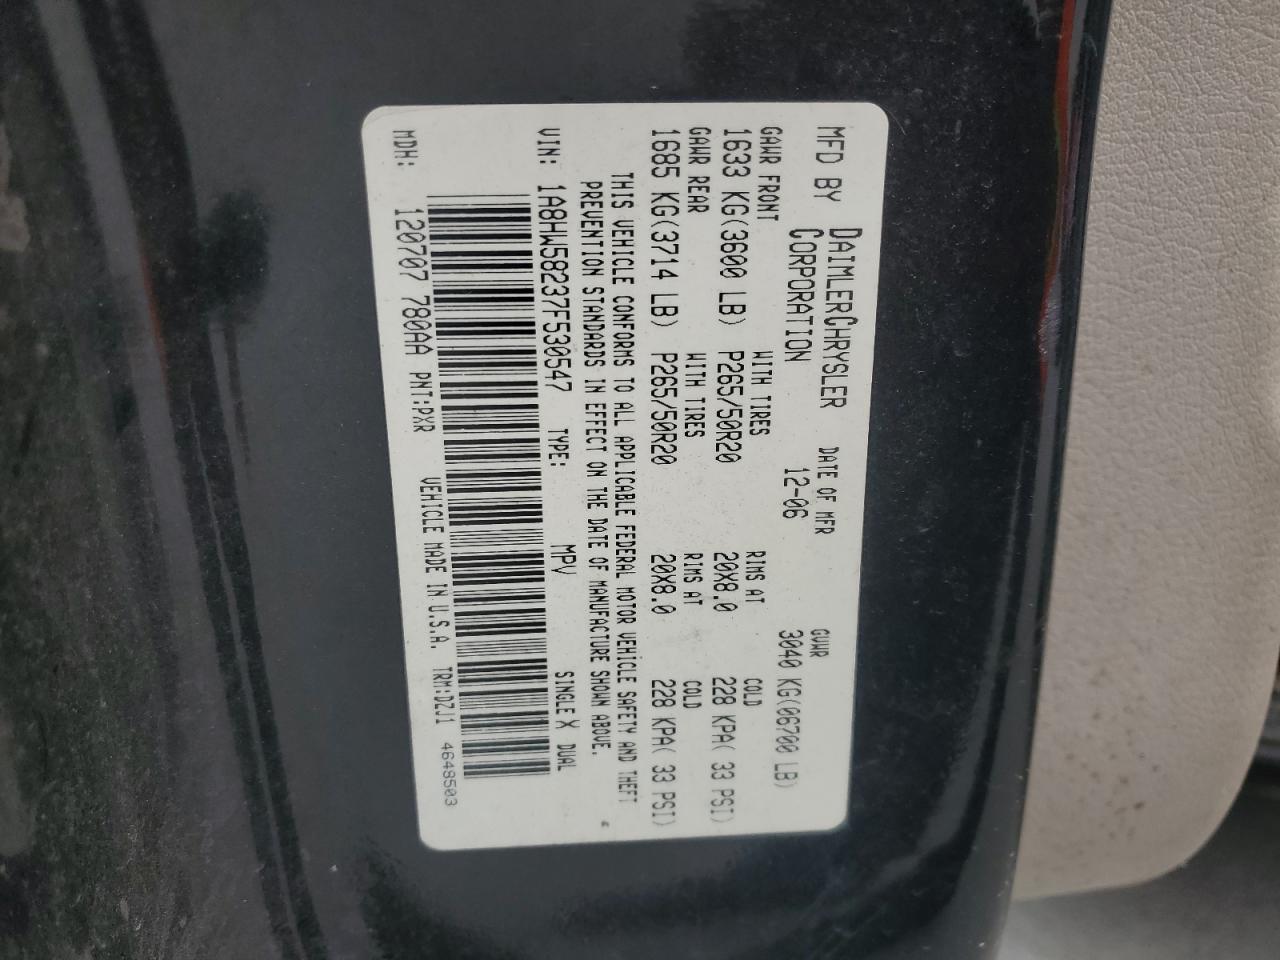 MFD BY DAIMLERCHRYSLER CORPORATION
DATE OF MFR 12-06
GVWR 3040 KG(06700 LB)
GAWR FRONT WITH TIRES RIMS AT COLD
1633 KG(3600 LB) P265/50R20 20X8.0 228 KPA( 33 PSI)
GAWR REAR WITH TIRES RIMS AT COLD
1685 KG(3714 LB) P265/50R20 20X8.0 228 KPA( 33 PSI)
THIS VEHICLE CONFORMS TO ALL APPLICABLE FEDERAL MOTOR VEHICLE SAFETY AND THEFT
PREVENTION STANDARDS IN EFFECT ON THE DATE OF MANUFACTURE SHOWN ABOVE.
VIN: 1A8HW58237F530547 TYPE: MPV SINGLE X DUAL
MDH: 120707 780AA PNT:PXR VEHICLE MADE IN U.S.A. TRM:DZJ1 4648503